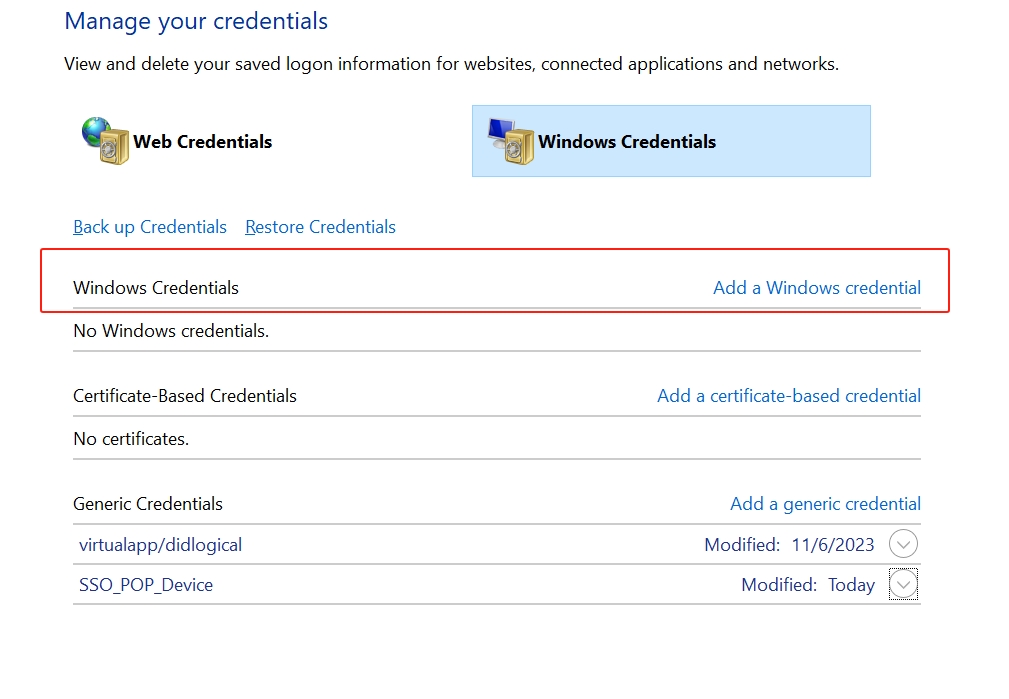 Manage your credentials
View and delete your saved logon information for websites, connected applications and networks.
Web Credentials
Windows Credentials
Back up Credentials Restore Credentials
Windows Credentials Add a Windows credential
No Windows credentials.
Certificate-Based Credentials Add a certificate-based credential
No certificates.
Generic Credentials Add a generic credential
virtualapp/didlogical Modified: 11/6/2023
SSO_POP_Device Modified: Today